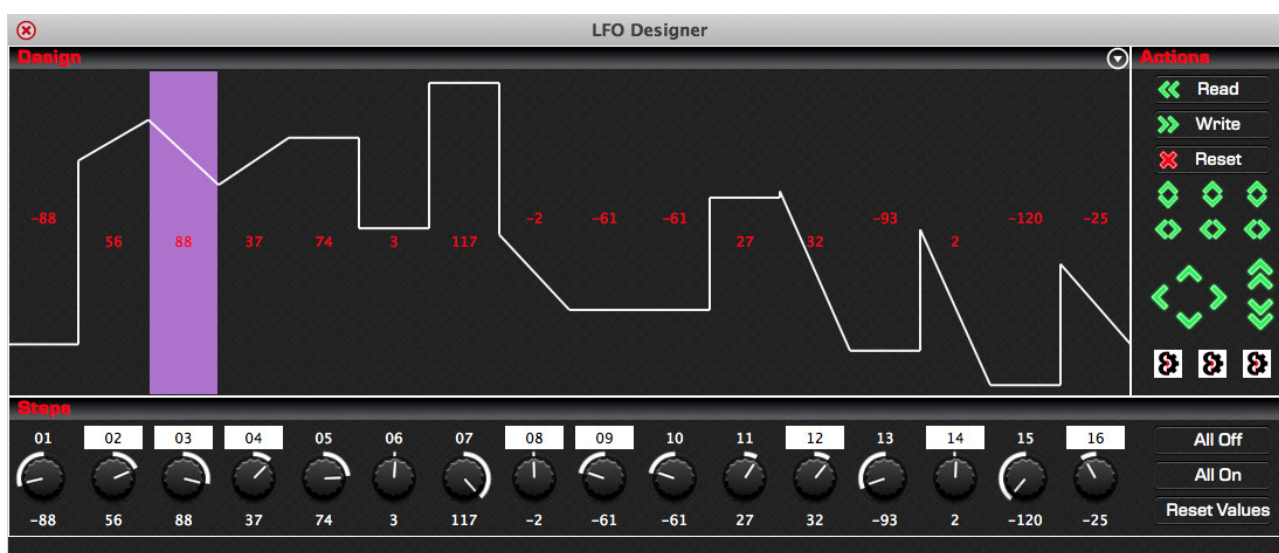 LFO Designer
Design
Actions
Read
Write
Reset
-88 -2 -61 -61 -93 -120 -25
56 88 37 74 3 117 27 32 2
Steps
01 02 03 04 05 06 07 08 09 10 11 12 13 14 15 16
-88 56 88 37 74 3 117 -2 -61 -61 27 32 -93 2 -120 -25
All Off
All On
Reset Values